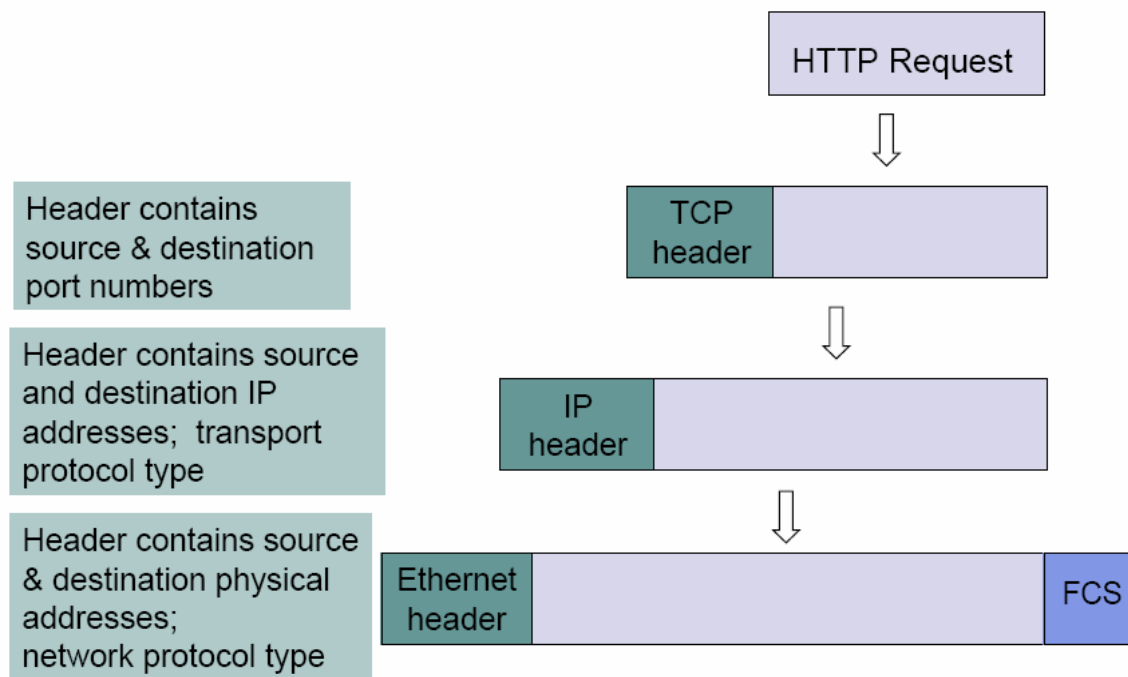 HTTP Request
Header contains
source & destination
port numbers
TCP
header
Header contains source
and destination IP
addresses; transport
protocol type
IP
header
Header contains source
& destination physical
addresses;
network protocol type
Ethernet
header
FCS